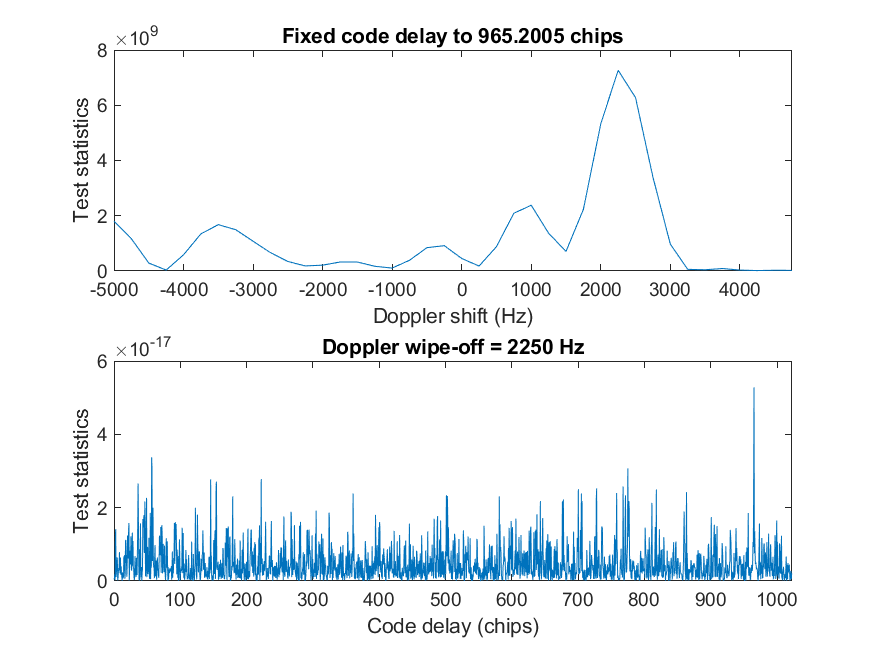 ×10^9
Fixed code delay to 965.2005 chips
8
6
4
2
0
Test statistics
-5000 -4000 -3000 -2000 -1000 0 1000 2000 3000 4000
Doppler shift (Hz)
×10^-17
Doppler wipe-off = 2250 Hz
6
4
2
0
Test statistics
0 100 200 300 400 500 600 700 800 900 1000
Code delay (chips)